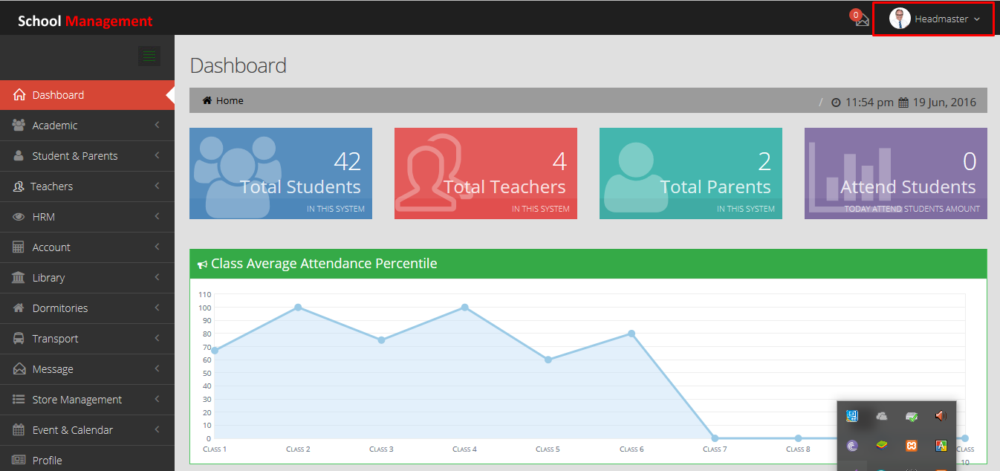 School Management
0
Headmaster
Dashboard
Home
/ 11:54 pm 19 Jun, 2016
Dashboard
Academic
Student & Parents
Teachers
HRM
Account
Library
Dormitories
Transport
Message
Store Management
Event & Calendar
Profile
42
Total Students
IN THIS SYSTEM
4
Total Teachers
IN THIS SYSTEM
2
Total Parents
IN THIS SYSTEM
0
Attend Students
TODAY ATTEND STUDENTS AMOUNT
Class Average Attendance Percentile
110
100
90
80
70
60
50
40
30
20
10
0
CLASS 1 CLASS 2 CLASS 3 CLASS 4 CLASS 5 CLASS 6 CLASS 7 CLASS 8 CLASS
10